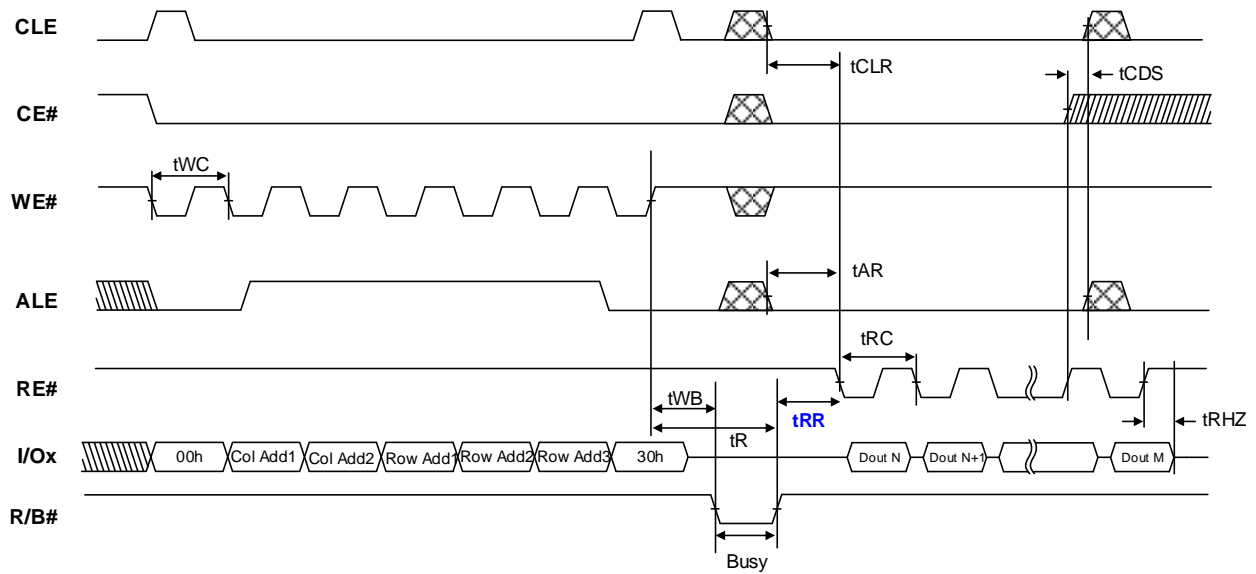 CLE
tCLR
tCDS
CE#
tWC
WE#
tAR
ALE
tRC
RE#
tWB
tRR
tR
tRHZ
I/Ox
00h
Col Add1
Col Add2
Row Add1
Row Add2
Row Add3
30h
Dout N
Dout N+1
Dout M
R/B#
Busy